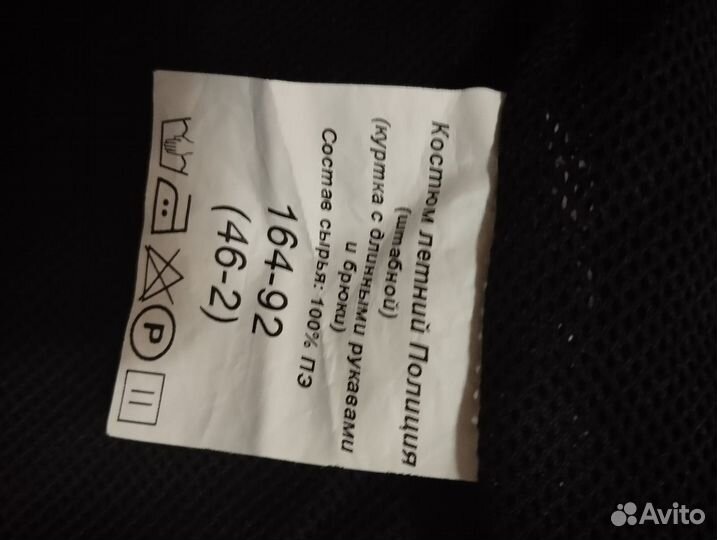 Костюм летний Полиция
(штабной)
(куртка с длинными рукавами
и брюки)
Состав сырья: 100% ПЭ
164-92
(46-2)
P
Avito